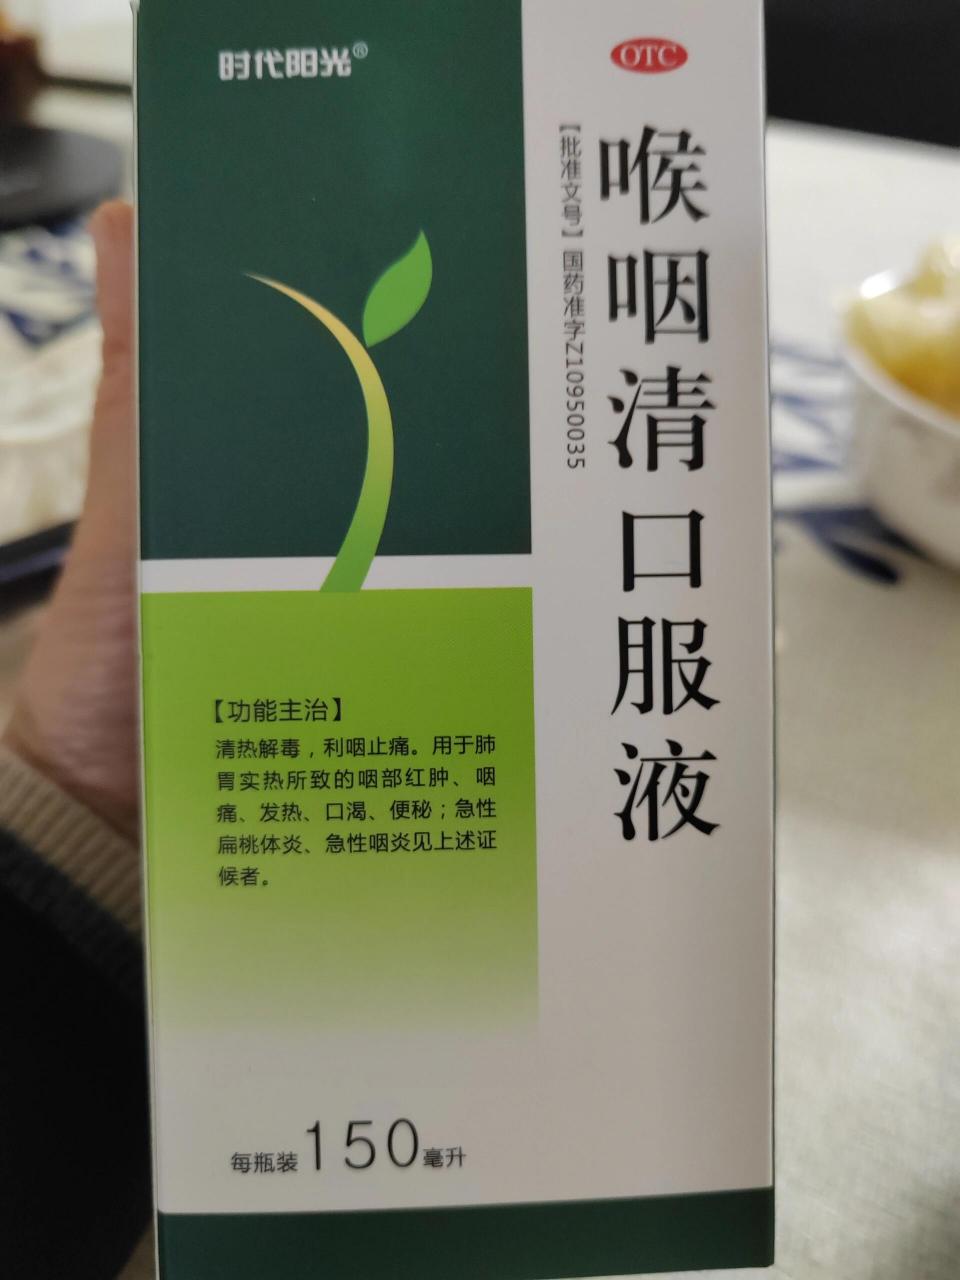 时代阳光®
OTC
喉咽清口服液
【批准文号】国药准字Z10950035
【功能主治】
清热解毒，利咽止痛。用于肺
胃实热所致的咽部红肿、咽
痛、发热、口渴、便秘；急性
扁桃体炎、急性咽炎见上述证
候者。
每瓶装150毫升